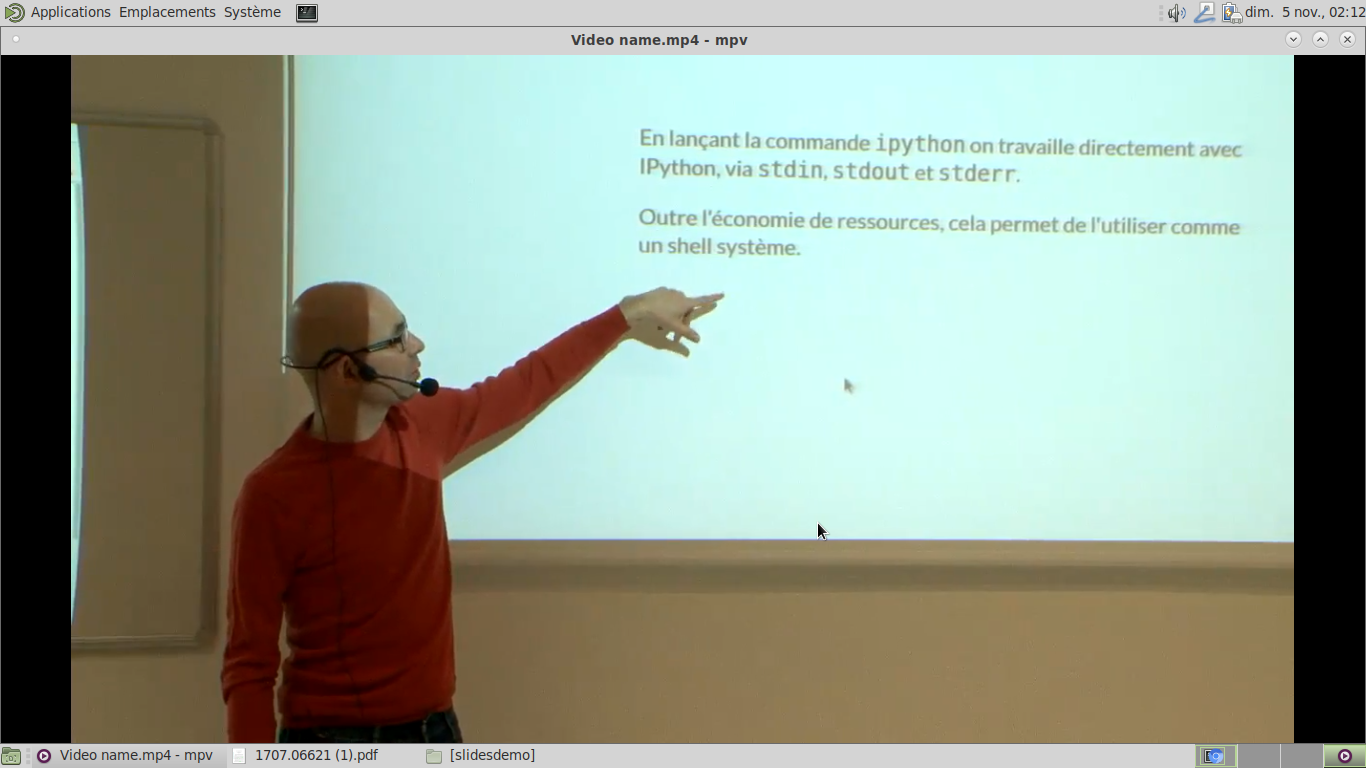 Applications Emplacements Système dim. 5 nov., 02:12
Video name.mp4 - mpv
En lançant la commande ipython on travaille directement avec
IPython, via stdin, stdout et stderr.
Outre l'économie de ressources, cela permet de l'utiliser comme
un shell système.
Video name.mp4 - mpv 1707.06621 (1).pdf [slidesdemo]